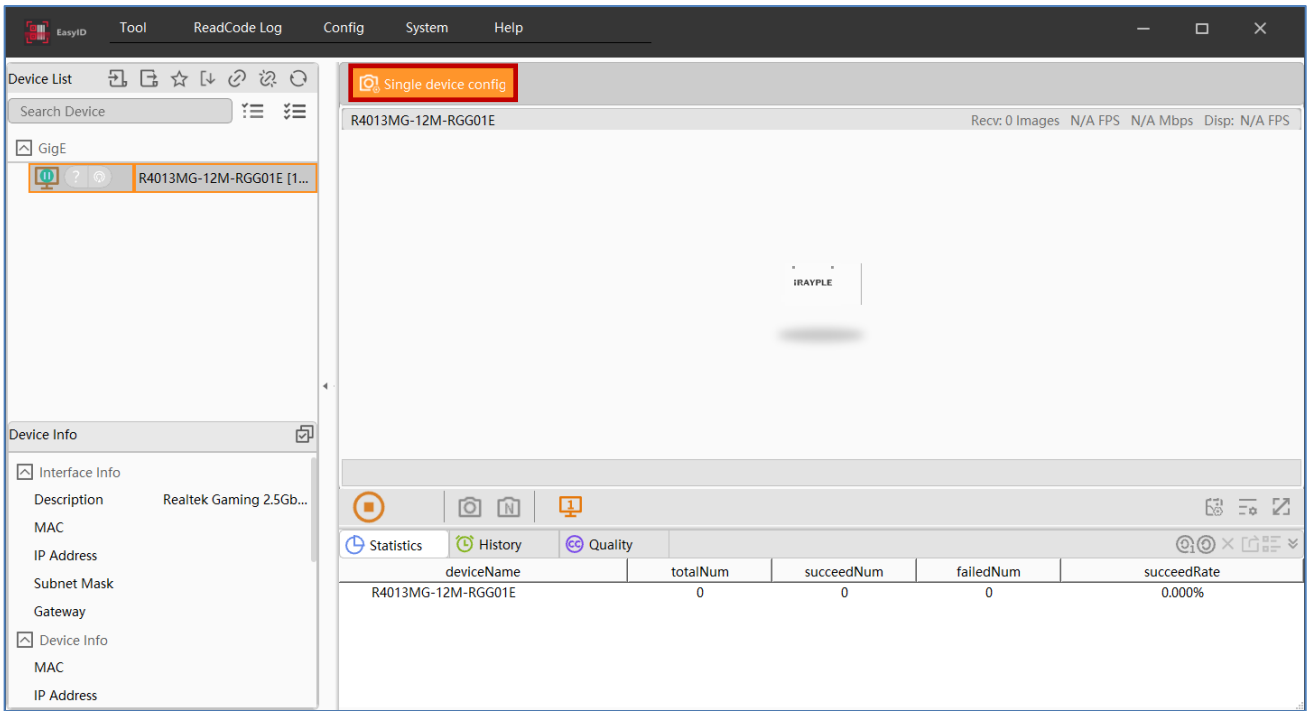 EasyID Tool ReadCode Log Config System Help
Device List
Single device config
Search Device
R4013MG-12M-RGG01E Recv: 0 Images N/A FPS N/A Mbps Disp: N/A FPS
GigE
R4013MG-12M-RGG01E [1...
iRAYPLE
Device Info
Interface Info
Description Realtek Gaming 2.5Gb...
MAC
IP Address
Subnet Mask
Gateway
Device Info
MAC
IP Address
N
1
Statistics History CC Quality
deviceName totalNum succeedNum failedNum succeedRate
R4013MG-12M-RGG01E 0 0 0 0.000%